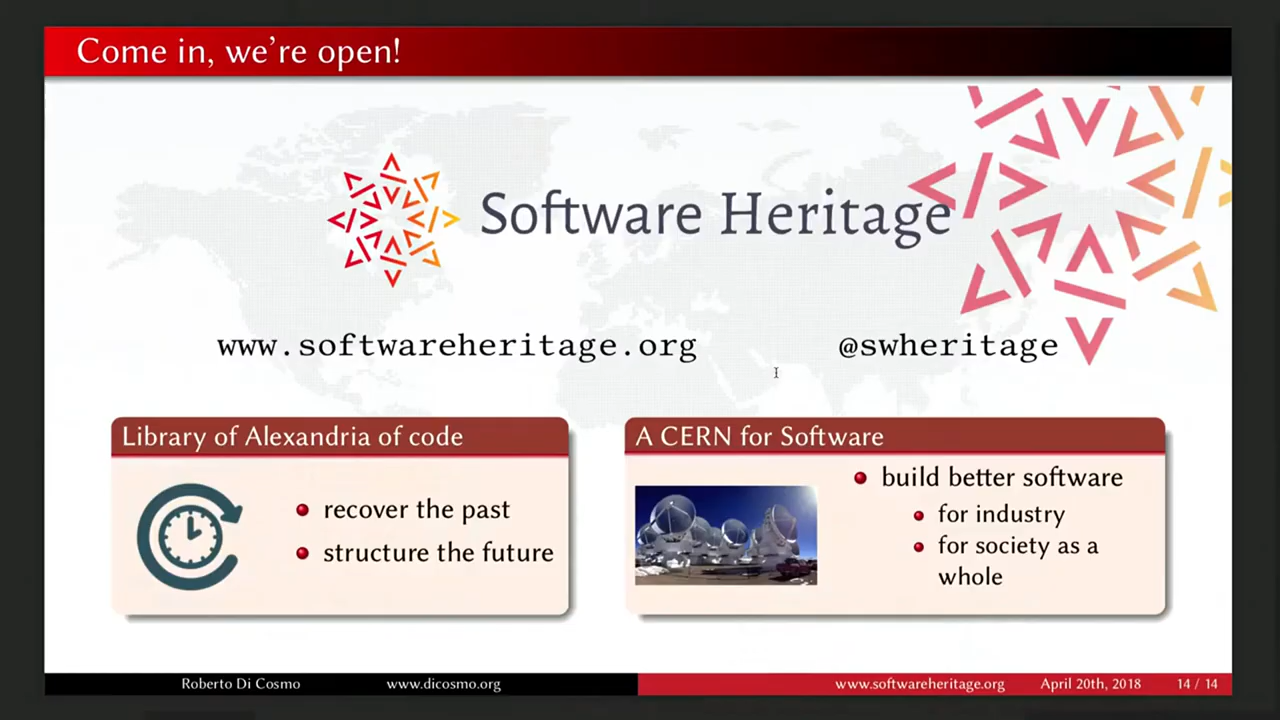 Come in, we're open!
Software Heritage
www.softwareheritage.org
@swheritage
Library of Alexandria of code
recover the past
structure the future
A CERN for Software
build better software
for industry
for society as a
whole
Roberto Di Cosmo
www.dicosmo.org
www.softwareheritage.org
April 20th, 2018
14 / 14